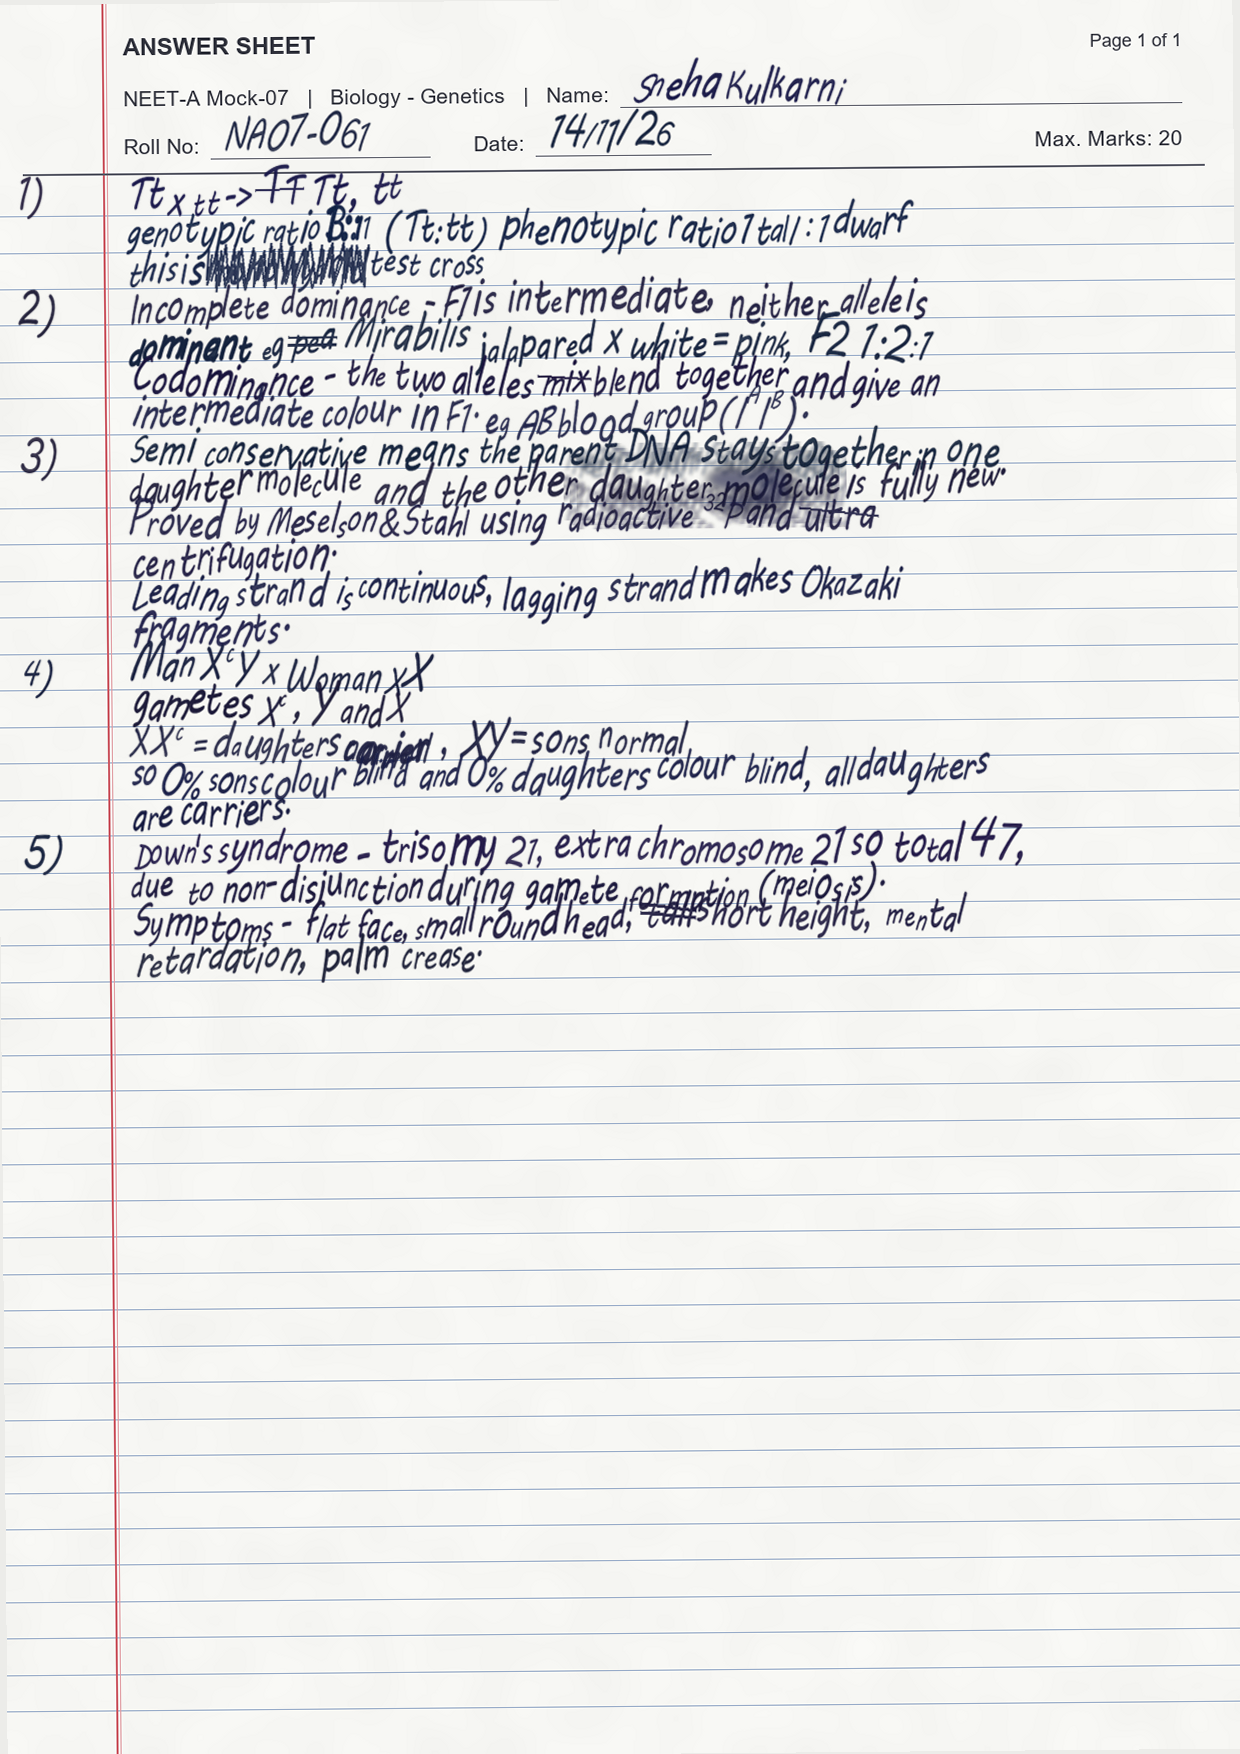 ANSWER SHEET
Page 1 of 1
NEET-A Mock-07 | Biology - Genetics | Name: Sneha Kulkarni
Roll No: NA07-061 Date: 14/11/26 Max. Marks: 20
1) Tt x tt -> TT Tt, tt
genotypic ratio 1:1 (Tt:tt) phenotypic ratio 1 tall : 1 dwarf
this is test cross
2) Incomplete dominance - F1 is intermediate, neither allele is
dominant eg pea Mirabilis jalapa red x white = pink, F2 1:2:1
Codominance - the two alleles mix blend together and give an
intermediate colour in F1. eg AB blood group (I^A I^B).
3) Semi conservative means the parent DNA stays together in one
daughter molecule and the other daughter molecule is fully new.
Proved by Meselson & Stahl using radioactive ³²P and ultra
centrifugation.
Leading strand is continuous, lagging strand makes Okazaki
fragments.
4) Man X^c Y x Woman XX
gametes X^c, Y and X
XX^c = daughters , XY = sons normal
so 0% sons colour blind and 0% daughters colour blind, all daughters
are carriers.
5) Down's syndrome - trisomy 21, extra chromosome 21 so total 47,
due to non-disjunction during gamete formation (meiosis).
Symptoms - flat face, small round head, tall short height, mental
retardation, palm crease.